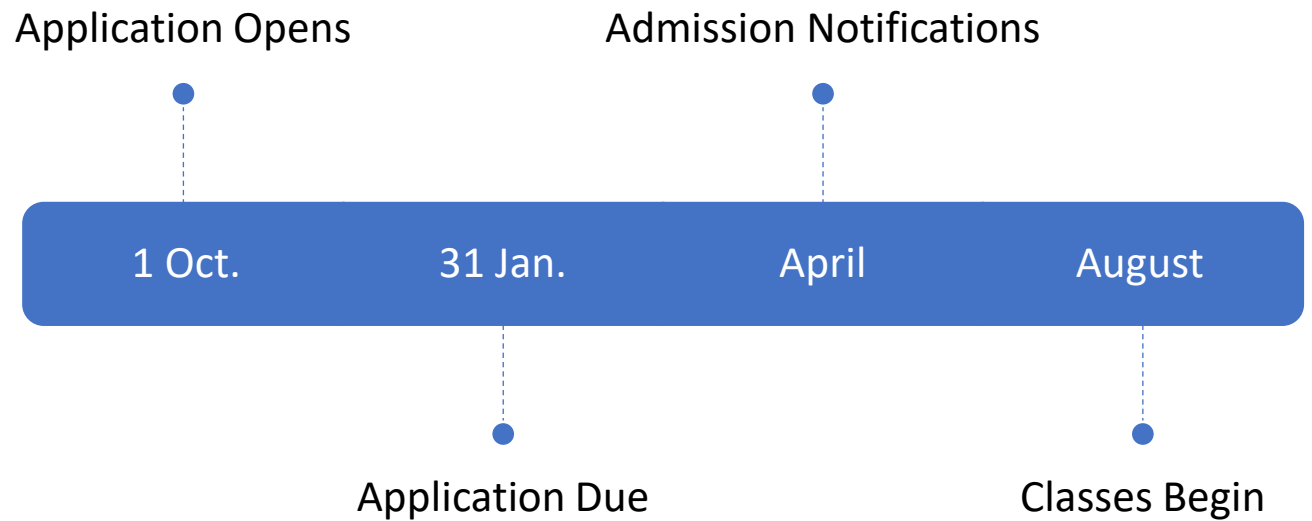 Application Opens
Admission Notifications
1 Oct.
31 Jan.
April
August
Application Due
Classes Begin